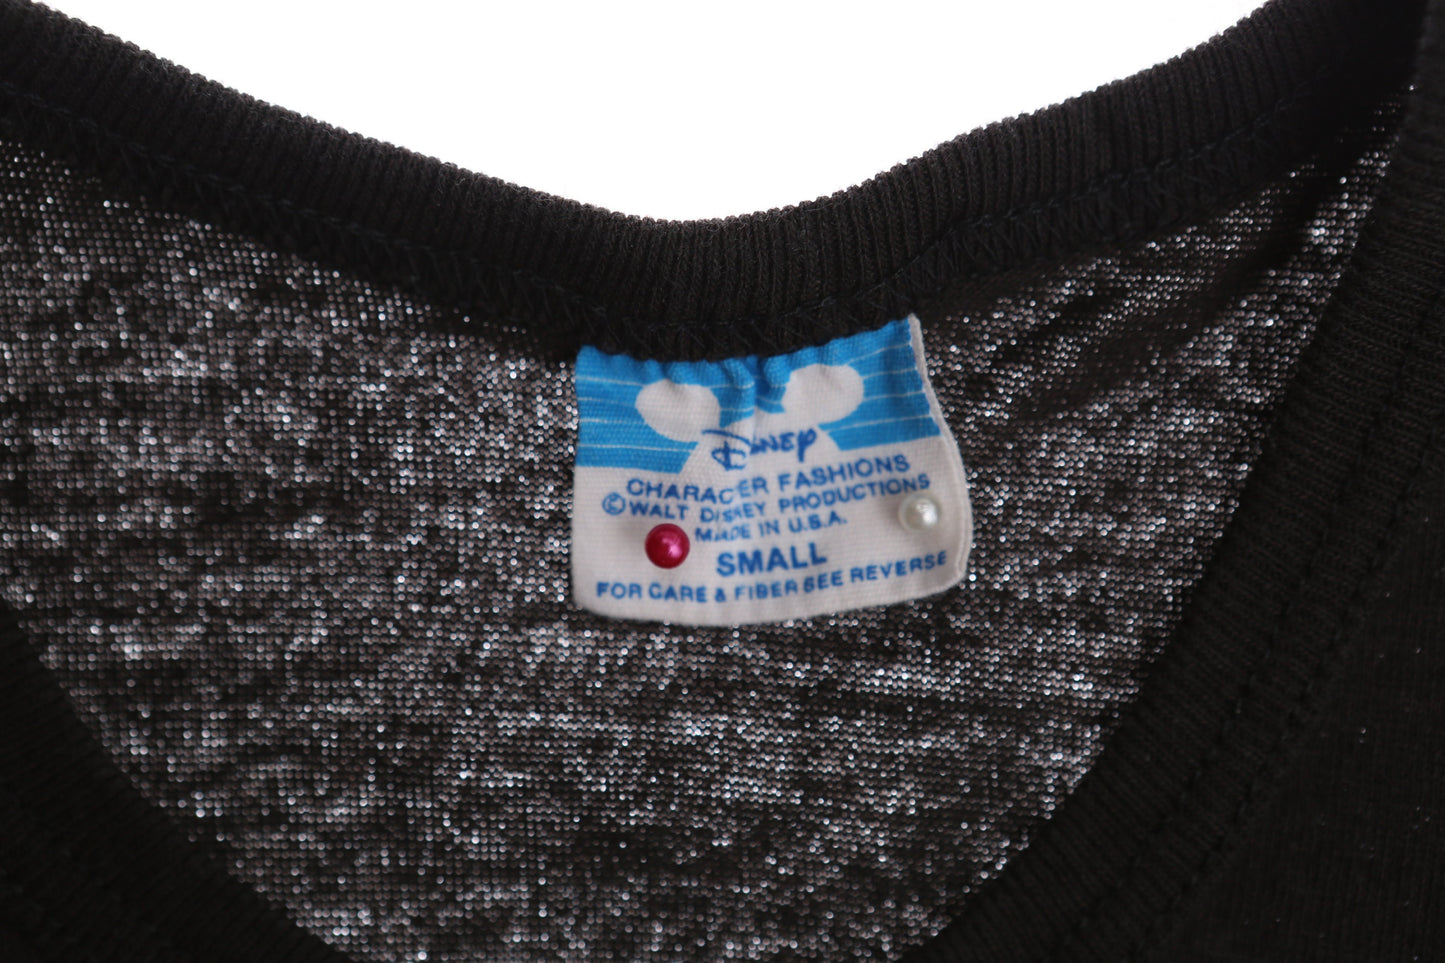 Disney
CHARACTER FASHIONS
©WALT DISNEY PRODUCTIONS
MADE IN U.S.A.
SMALL
FOR CARE & FIBER SEE REVERSE